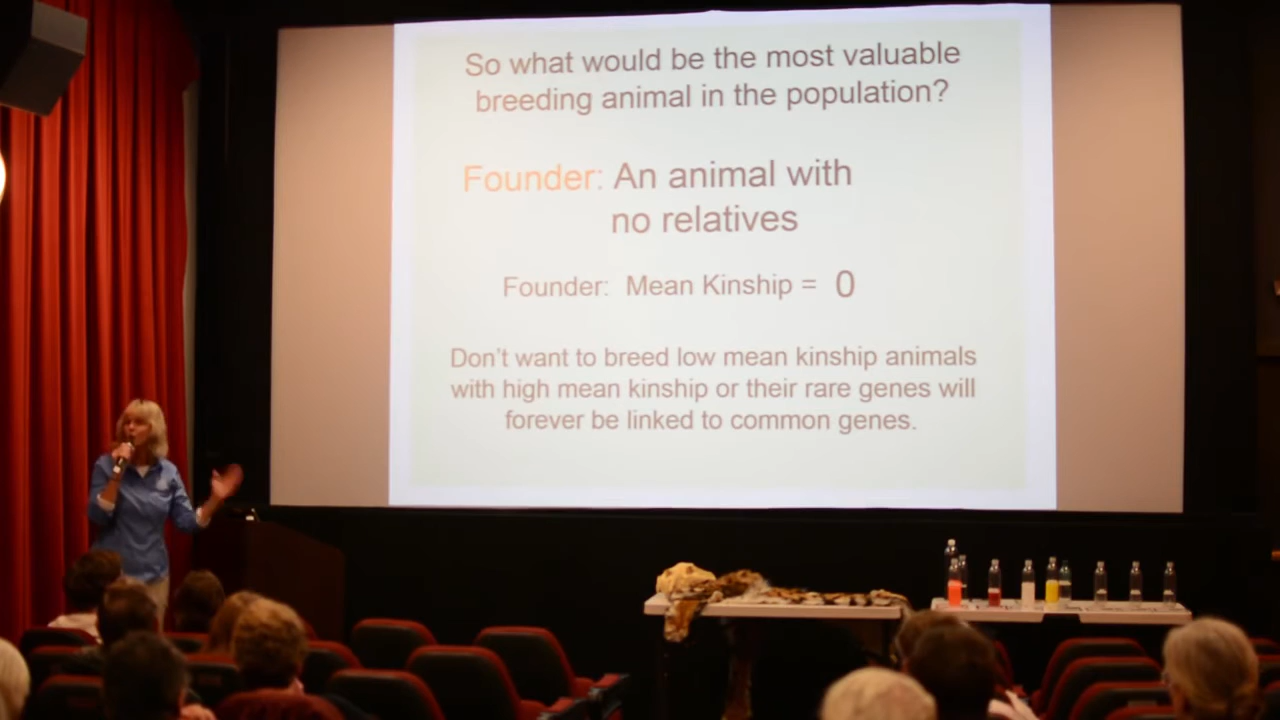 So what would be the most valuable
breeding animal in the population?
Founder: An animal with
no relatives
Founder: Mean Kinship = 0
Don't want to breed low mean kinship animals
with high mean kinship or their rare genes will
forever be linked to common genes.